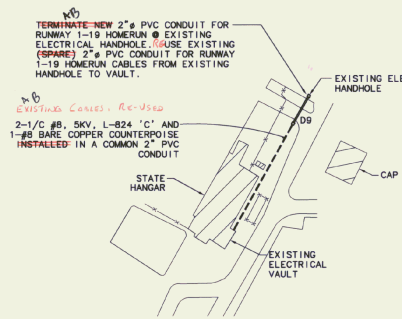 AB
TERMINATE NEW 2"ø PVC CONDUIT FOR
RUNWAY 1-19 HOMERUN @ EXISTING
ELECTRICAL HANDHOLE. REUSE EXISTING
(SPARE) 2"ø PVC CONDUIT FOR RUNWAY
1-19 HOMERUN CABLES FROM EXISTING
HANDHOLE TO VAULT.
EXISTING ELE
HANDHOLE
AB
EXISTING CABLES. RE-USED
D9
2-1/C #8, 5KV, L-824 'C' AND
1-#8 BARE COPPER COUNTERPOISE
INSTALLED IN A COMMON 2" PVC
CONDUIT
STATE
HANGAR
CAP
EXISTING
ELECTRICAL
VAULT